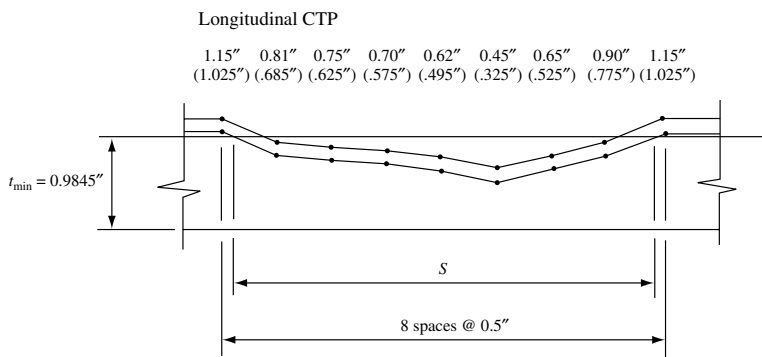 Longitudinal CTP
1.15″ 0.81″ 0.75″ 0.70″ 0.62″ 0.45″ 0.65″ 0.90″ 1.15″
(1.025″) (.685″) (.625″) (.575″) (.495″) (.325″) (.525″) (.775″) (1.025″)
tmin = 0.9845″
S
8 spaces @ 0.5″